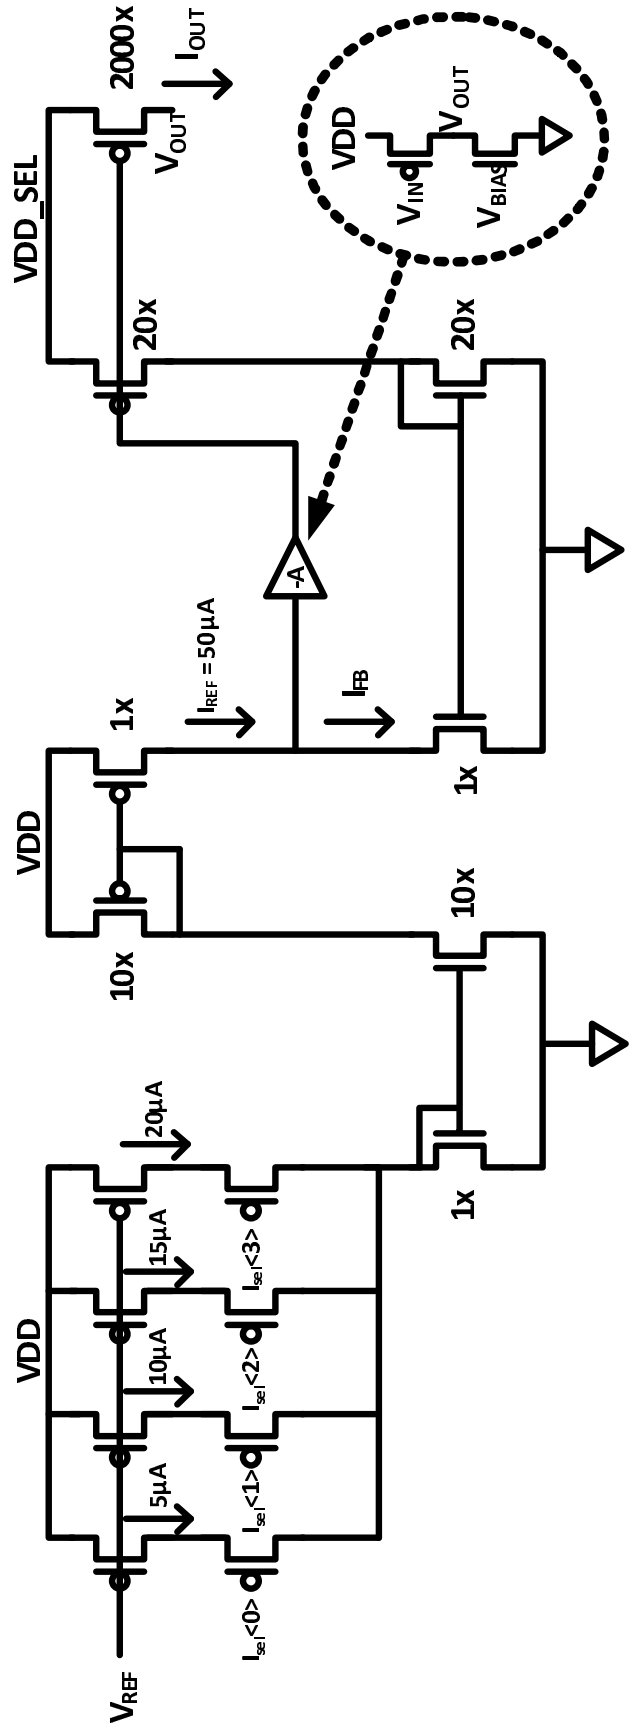 VDD
VDD
VDD_SEL
V_REF
5µA
10µA
15µA
20µA
10x
1x
20x
2000x
V_OUT
I_OUT
I_sel<0>
I_sel<1>
I_sel<2>
I_sel<3>
I_REF = 50µA
-A
I_FB
1x
10x
1x
20x
VDD
V_IN
V_OUT
V_BIAS